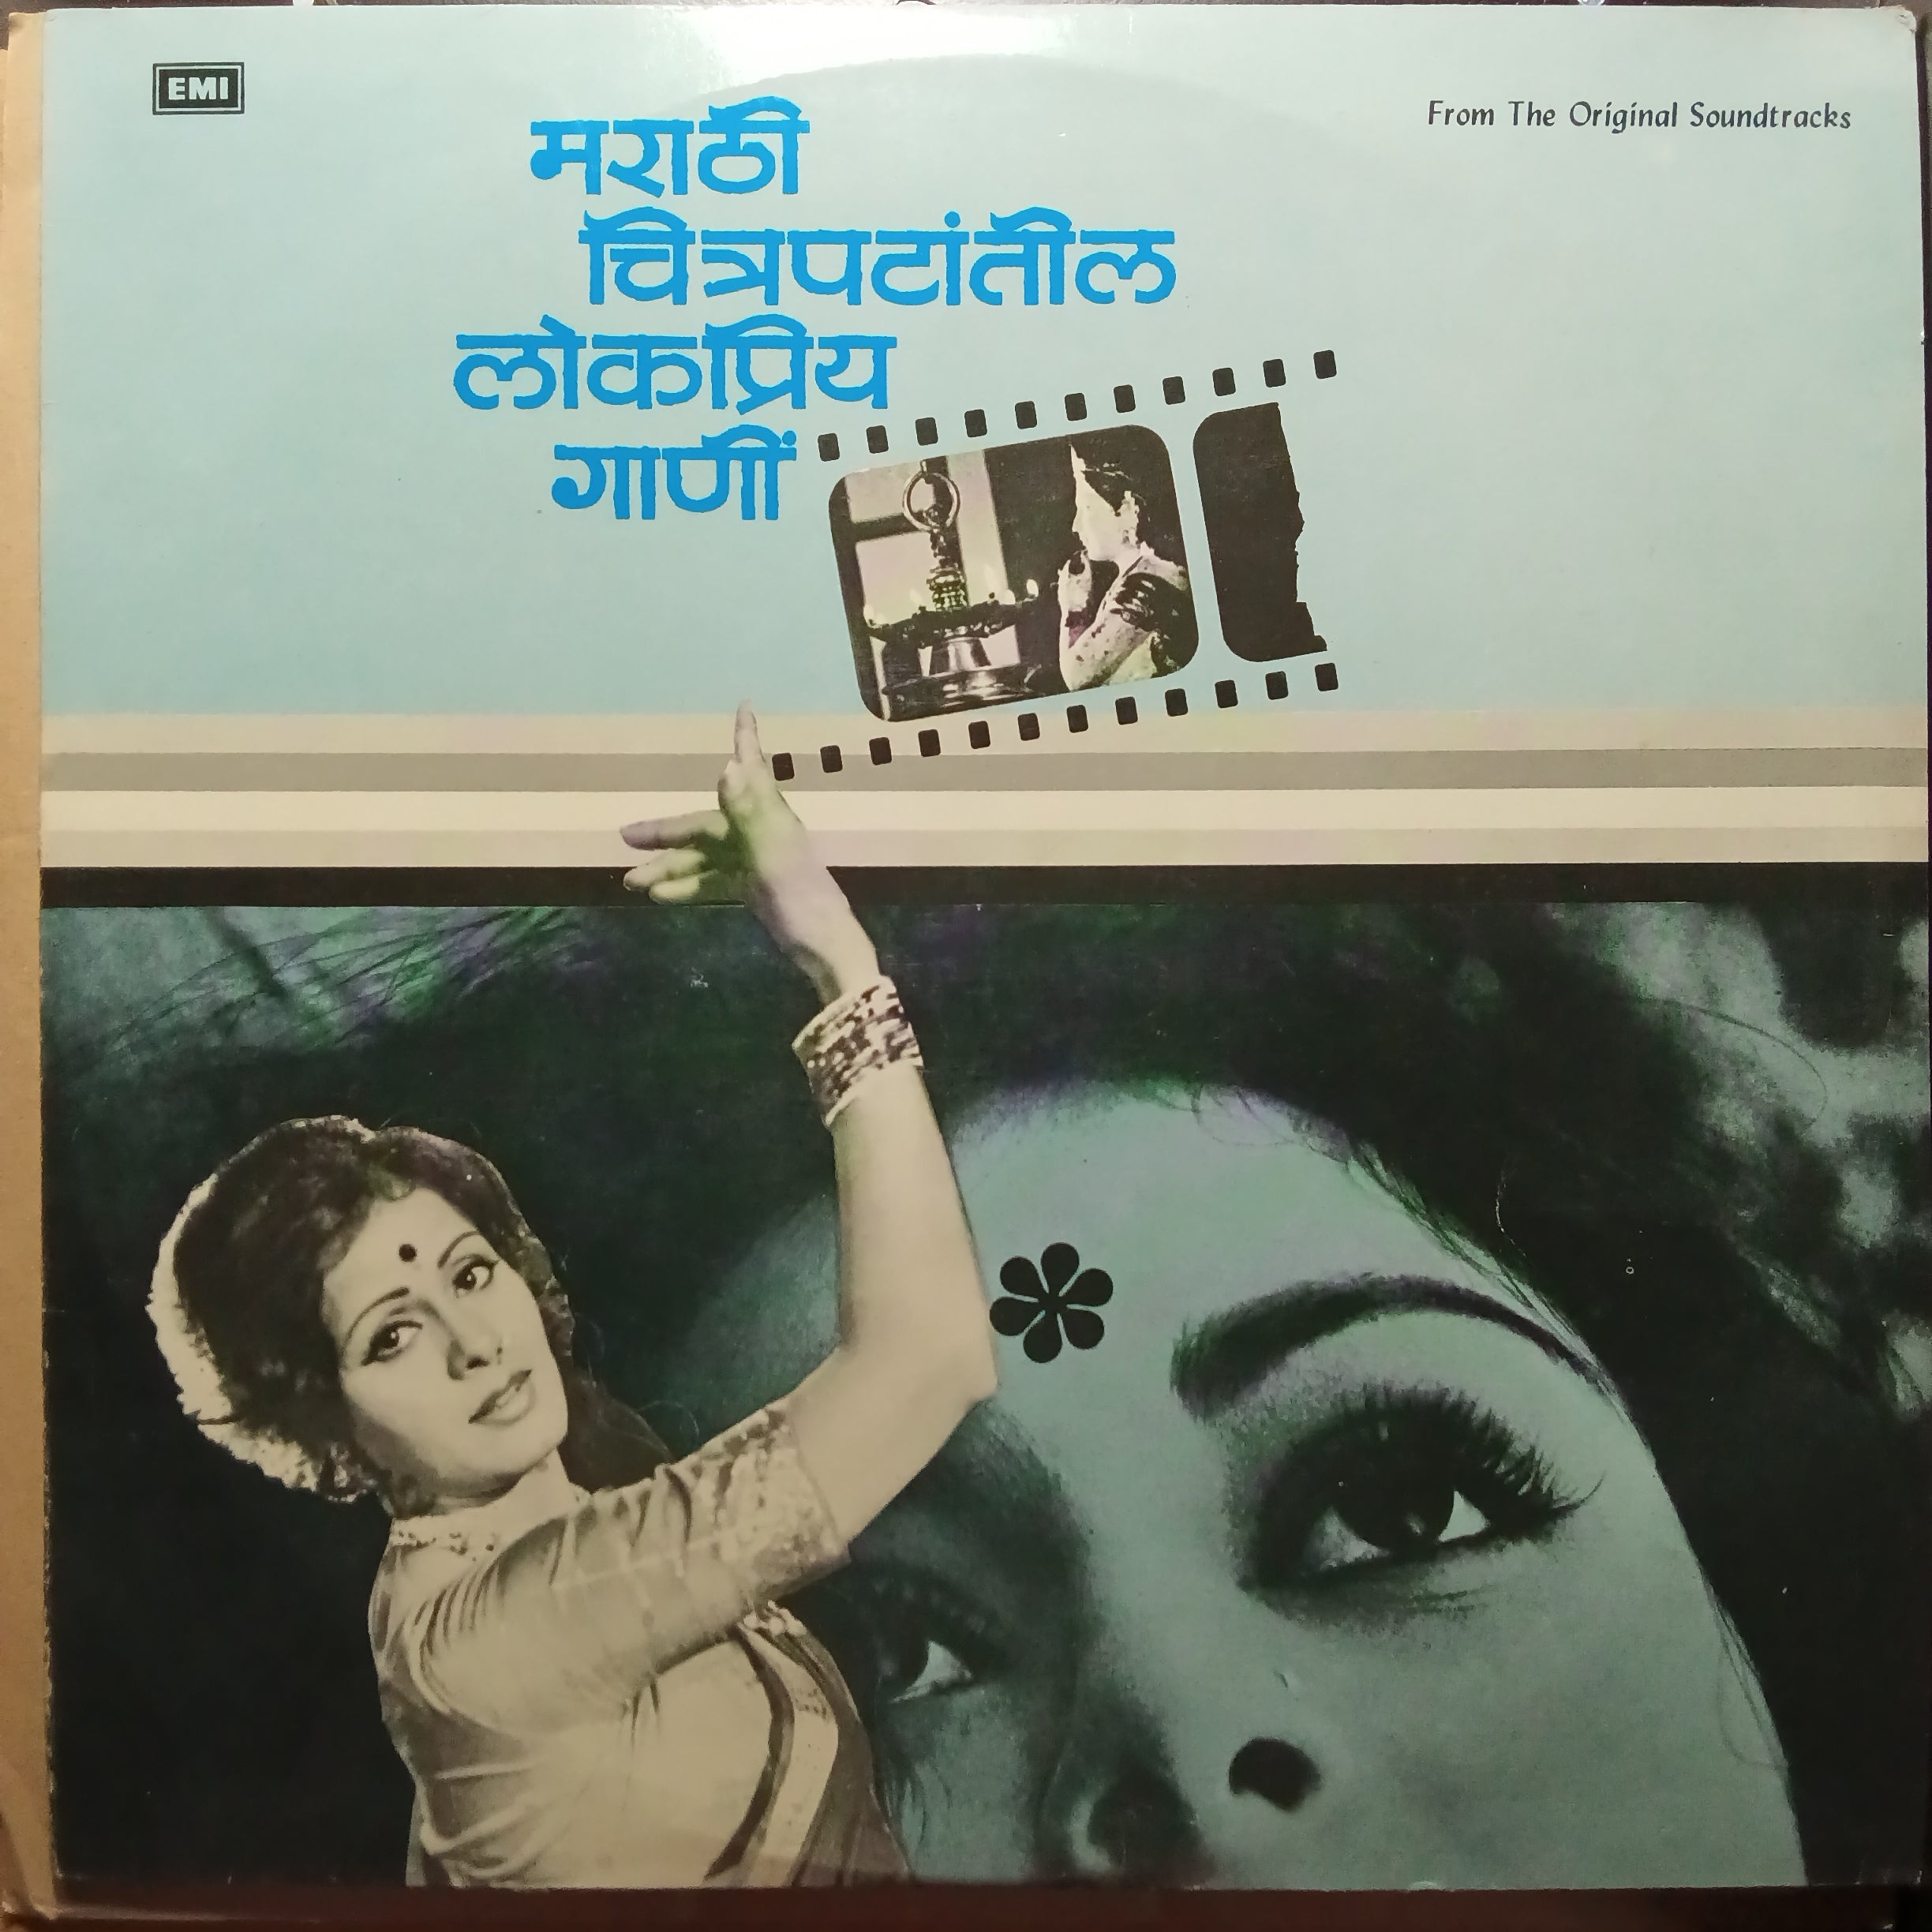 EMI
From The Original Soundtracks
मराठी
चित्रपटांतील
लोकप्रिय
गाणीं